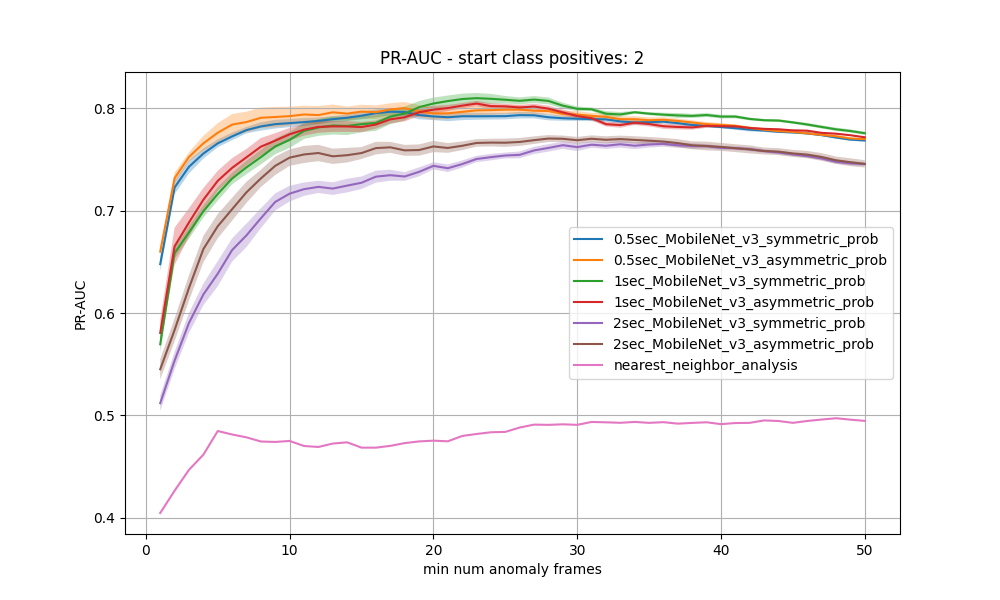 PR-AUC - start class positives: 2
PR-AUC
0.8
0.7
0.6
0.5
0.4
0.5sec_MobileNet_v3_symmetric_prob
0.5sec_MobileNet_v3_asymmetric_prob
1sec_MobileNet_v3_symmetric_prob
1sec_MobileNet_v3_asymmetric_prob
2sec_MobileNet_v3_symmetric_prob
2sec_MobileNet_v3_asymmetric_prob
nearest_neighbor_analysis
0 10 20 30 40 50
min num anomaly frames